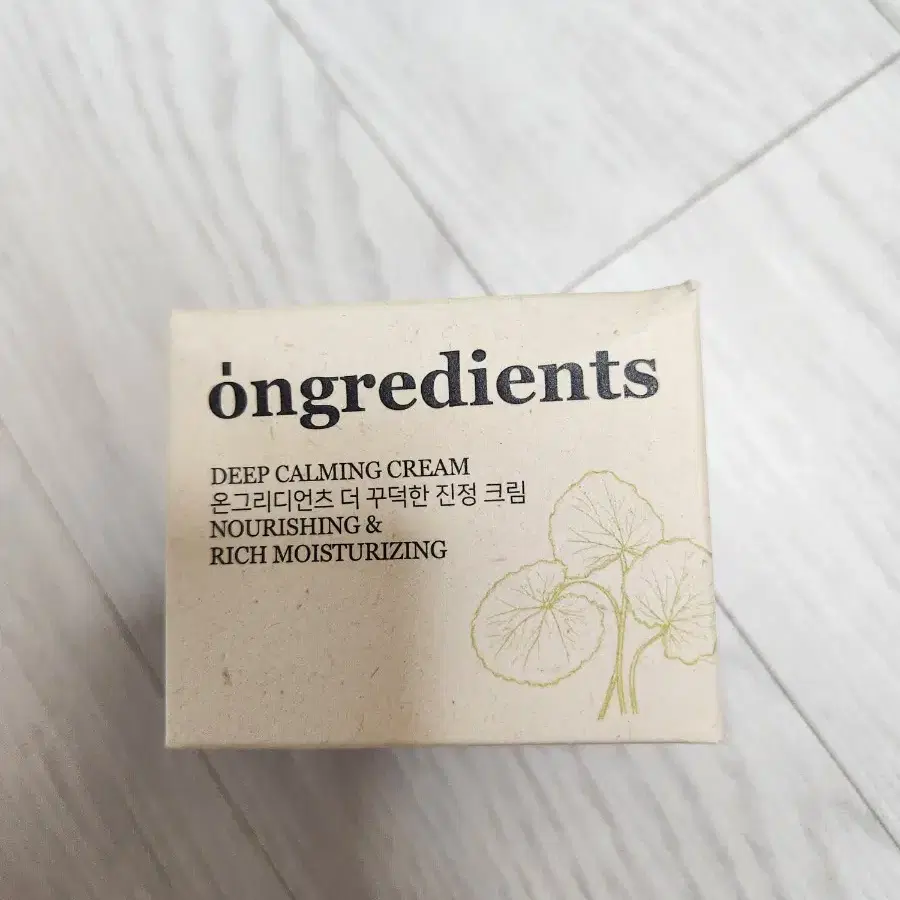 ongredients
DEEP CALMING CREAM
온그리디언츠 더 꾸덕한 진정 크림
NOURISHING &
RICH MOISTURIZING